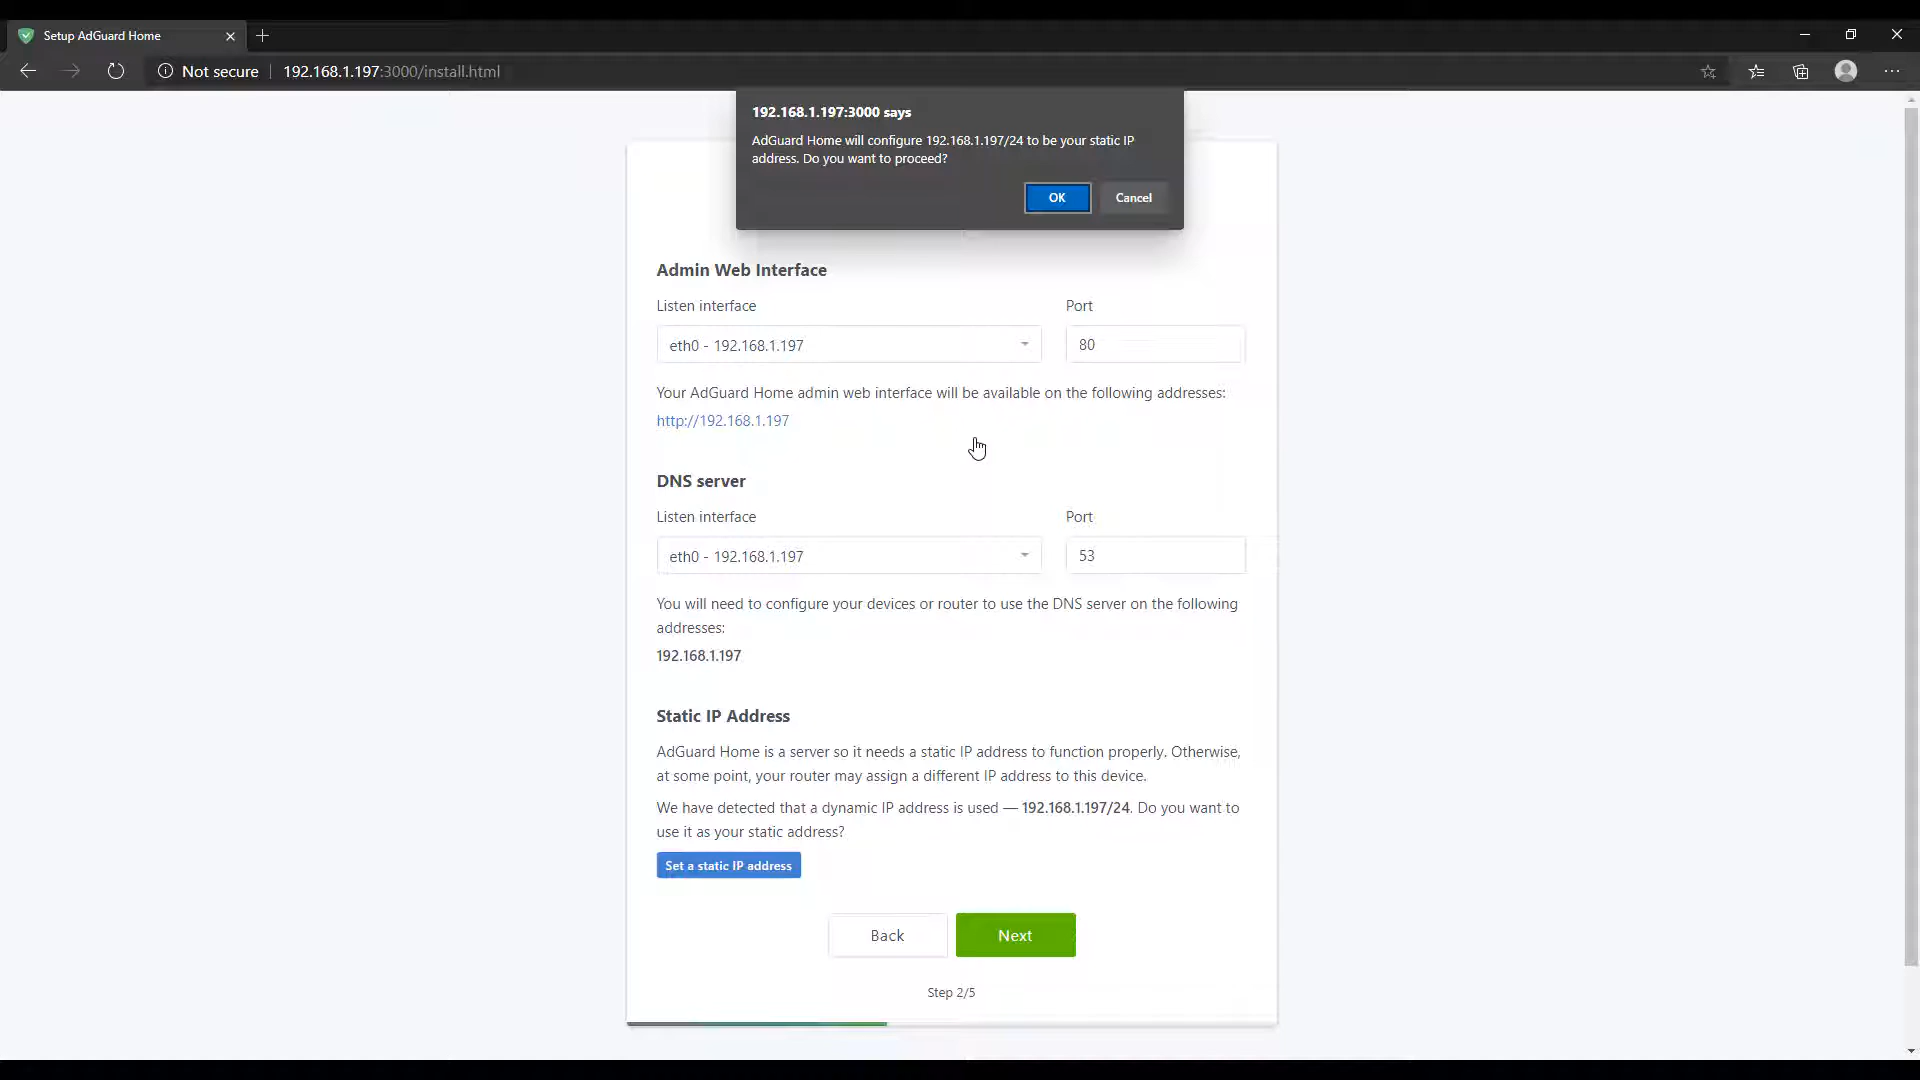 Setup AdGuard Home
Not secure
192.168.1.197:3000/install.html
192.168.1.197:3000 says
AdGuard Home will configure 192.168.1.197/24 to be your static IP
address. Do you want to proceed?
OK
Cancel
Admin Web Interface
Listen interface
Port
eth0 - 192.168.1.197
80
Your AdGuard Home admin web interface will be available on the following addresses:
http://192.168.1.197
DNS server
Listen interface
Port
eth0 - 192.168.1.197
53
You will need to configure your devices or router to use the DNS server on the following
addresses:
192.168.1.197
Static IP Address
AdGuard Home is a server so it needs a static IP address to function properly. Otherwise,
at some point, your router may assign a different IP address to this device.
We have detected that a dynamic IP address is used — 192.168.1.197/24. Do you want to
use it as your static address?
Set a static IP address
Back
Next
Step 2/5